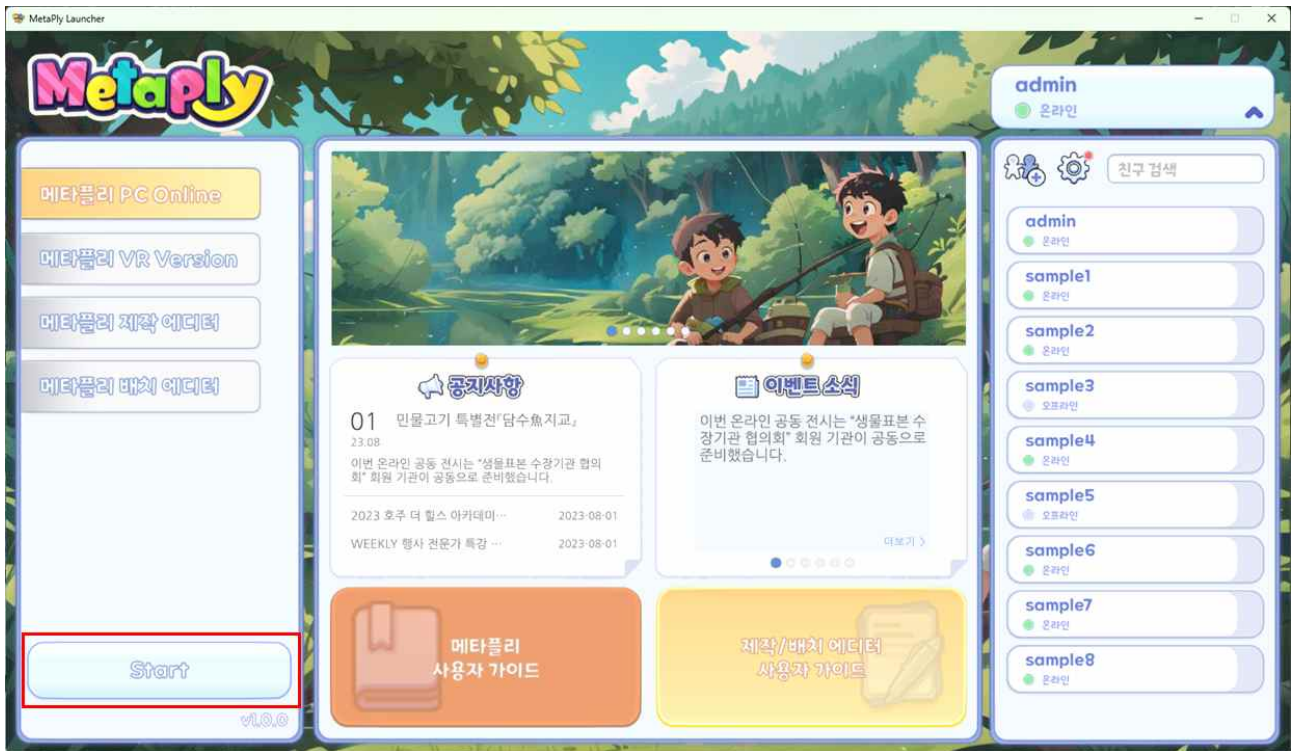 MetaPly Launcher
Metaply
admin
온라인
메타플리 PC Online
메타플리 VR Version
메타플리 제작 에디터
메타플리 배치 에디터
Start
v1.0.0
공지사항
01
민물고기 특별전『담수魚지교』
23.08
이번 온라인 공동 전시는 “생물표본 수장기관 협의
회” 회원 기관이 공동으로 준비했습니다.
2023 호주 더 힐스 아카데미… 2023-08-01
WEEKLY 행사 전문가 특강 … 2023-08-01
이벤트 소식
이번 온라인 공동 전시는 “생물표본 수
장기관 협의회” 회원 기관이 공동으로
준비했습니다.
더보기 >
메타플리
사용자 가이드
제작/배치 에디터
사용자 가이드
친구 검색
admin
온라인
sample1
온라인
sample2
온라인
sample3
오프라인
sample4
온라인
sample5
오프라인
sample6
온라인
sample7
온라인
sample8
온라인